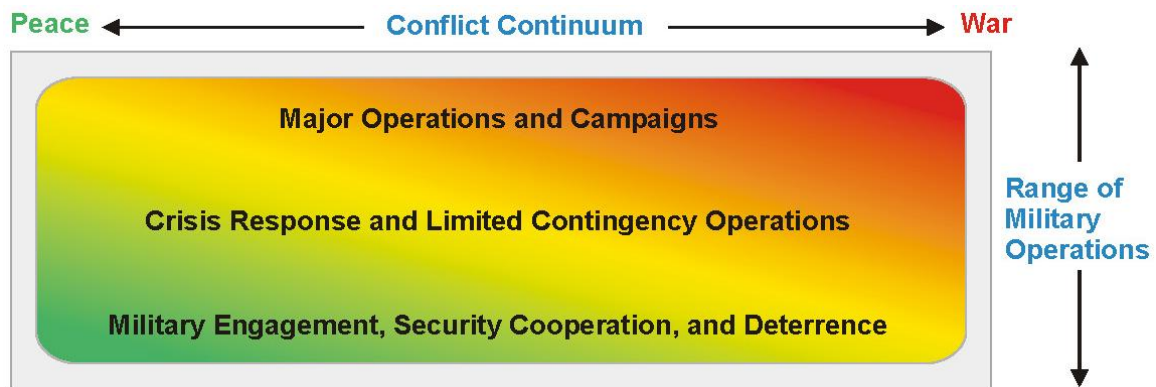 Peace Conflict Continuum War
Major Operations and Campaigns
Crisis Response and Limited Contingency Operations
Military Engagement, Security Cooperation, and Deterrence
Range of
Military
Operations